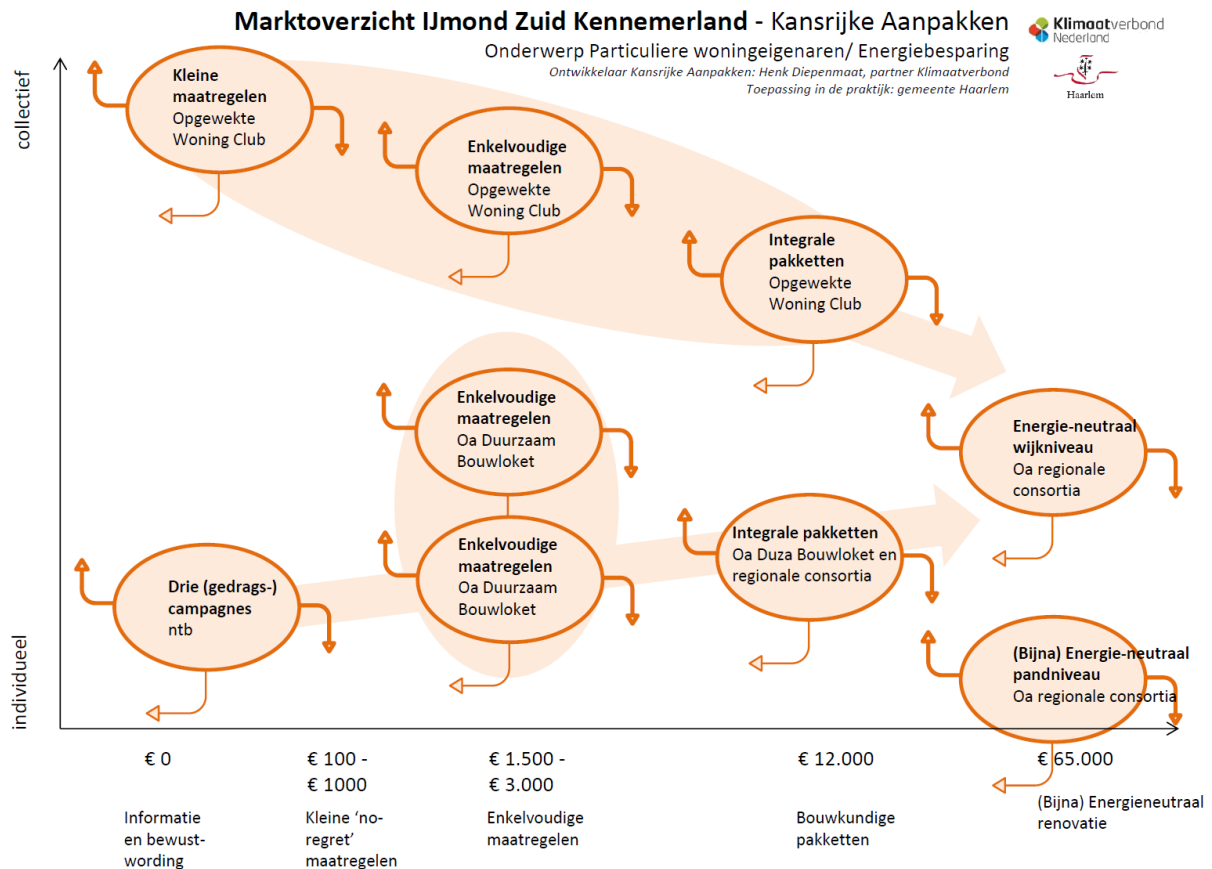 Marktoverzicht IJmond Zuid Kennemerland - Kansrijke Aanpakken
Onderwerp Particuliere woningeigenaren/ Energiebesparing
Ontwikkelaar Kansrijke Aanpakken: Henk Diepenmaat, partner Klimaatverbond
Toepassing in de praktijk: gemeente Haarlem
Klimaatverbond
Nederland
Haarlem
collectief
Kleine
maatregelen
Opgewekte
Woning Club
Enkelvoudige
maatregelen
Opgewekte
Woning Club
Integrale
pakketten
Opgewekte
Woning Club
Enkelvoudige
maatregelen
Oa Duurzaam
Bouwloket
Energie-neutraal
wijkniveau
Oa regionale
consortia
Enkelvoudige
maatregelen
Oa Duurzaam
Bouwloket
Integrale pakketten
Oa Duza Bouwloket en
regionale consortia
Drie (gedrags-)
campagnes
ntb
(Bijna) Energie-neutraal
pandniveau
Oa regionale consortia
individueel
€ 0
€ 100 -
€ 1000
€ 1.500 -
€ 3.000
€ 12.000
€ 65.000
Informatie
en bewust-
wording
Kleine ‘no-
regret’
maatregelen
Enkelvoudige
maatregelen
Bouwkundige
pakketten
(Bijna) Energieneutraal
renovatie